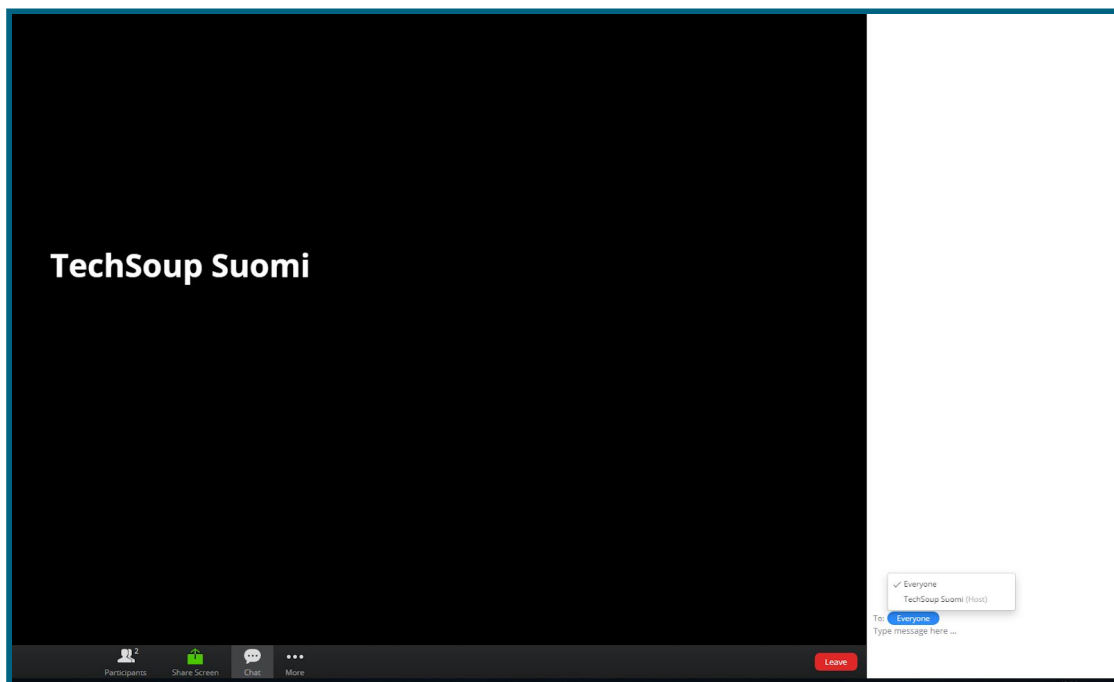 TechSoup Suomi
Everyone
TechSoup Suomi (Host)
To: Everyone
Type message here ...
2
Participants
Share Screen
Chat
More
Leave